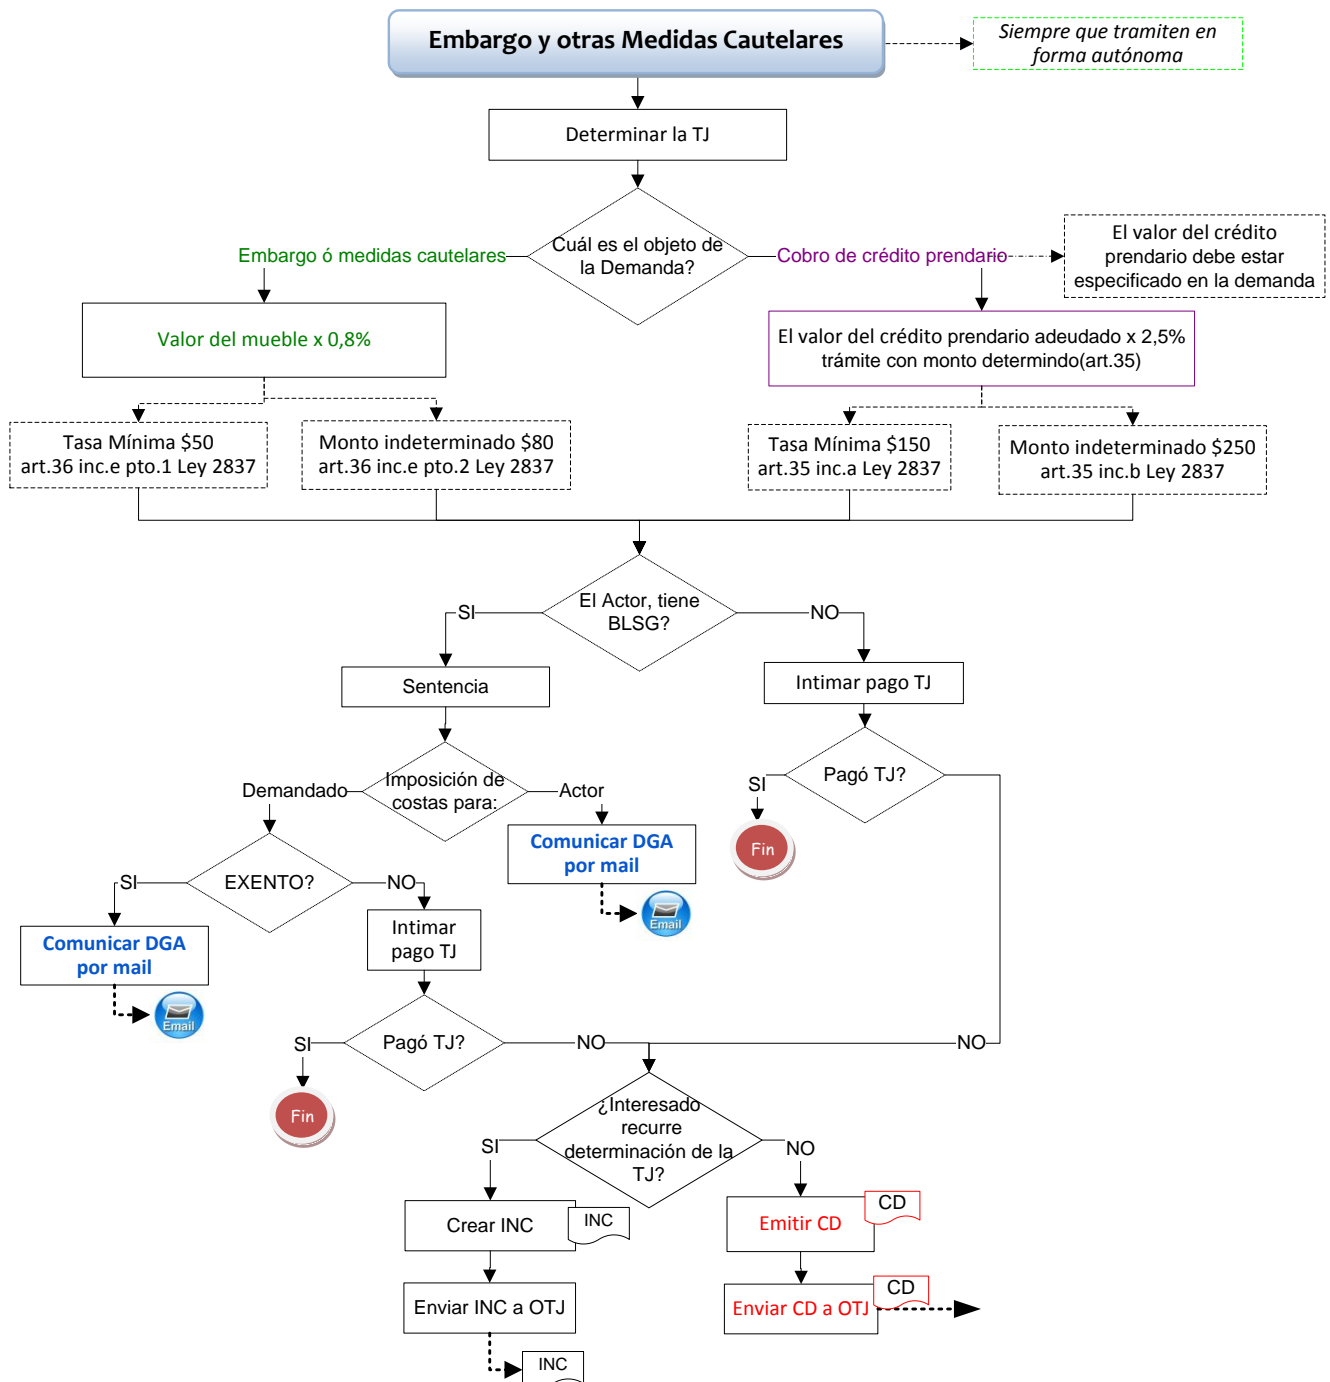 Embargo y otras Medidas Cautelares
Siempre que tramiten en
forma autónoma
Determinar la TJ
Cuál es el objeto de
la Demanda?
Embargo ó medidas cautelares
Cobro de crédito prendario
El valor del crédito
prendario debe estar
especificado en la demanda
Valor del mueble x 0,8%
El valor del crédito prendario adeudado x 2,5%
trámite con monto determindo(art.35)
Tasa Mínima $50
art.36 inc.e pto.1 Ley 2837
Monto indeterminado $80
art.36 inc.e pto.2 Ley 2837
Tasa Mínima $150
art.35 inc.a Ley 2837
Monto indeterminado $250
art.35 inc.b Ley 2837
El Actor, tiene
BLSG?
SI
NO
Sentencia
Intimar pago TJ
Imposición de
costas para:
Demandado
Actor
Pagó TJ?
SI
Fin
Comunicar DGA
por mail
Email
EXENTO?
SI
NO
Comunicar DGA
por mail
Email
Intimar
pago TJ
Pagó TJ?
SI
NO
NO
Fin
¿Interesado
recurre
determinación de la
TJ?
SI
NO
Crear INC
INC
Emitir CD
CD
Enviar INC a OTJ
Enviar CD a OTJ
CD
INC